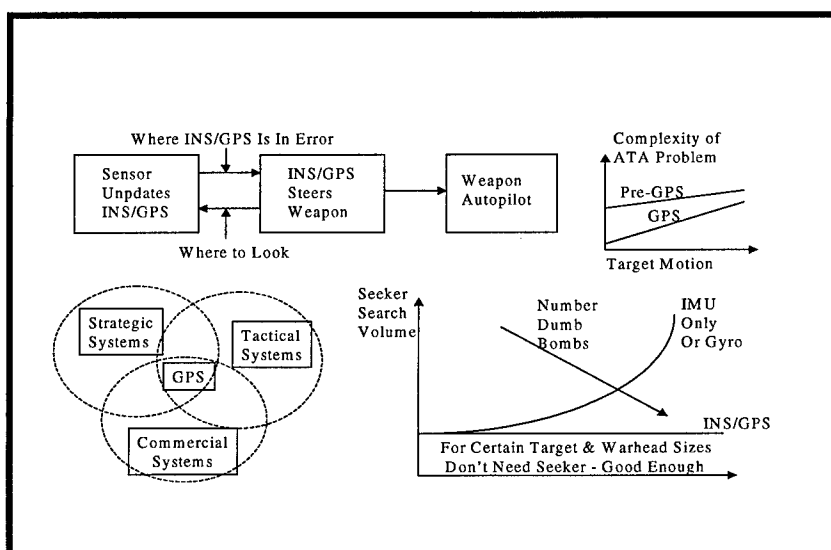 Where INS/GPS Is In Error
Sensor
Unpdates
INS/GPS
INS/GPS
Steers
Weapon
Weapon
Autopilot
Where to Look
Complexity of
ATA Problem
Pre-GPS
GPS
Target Motion
Strategic
Systems
Tactical
Systems
GPS
Commercial
Systems
Seeker
Search
Volume
Number
Dumb
Bombs
IMU
Only
Or Gyro
INS/GPS
For Certain Target & Warhead Sizes
Don't Need Seeker - Good Enough